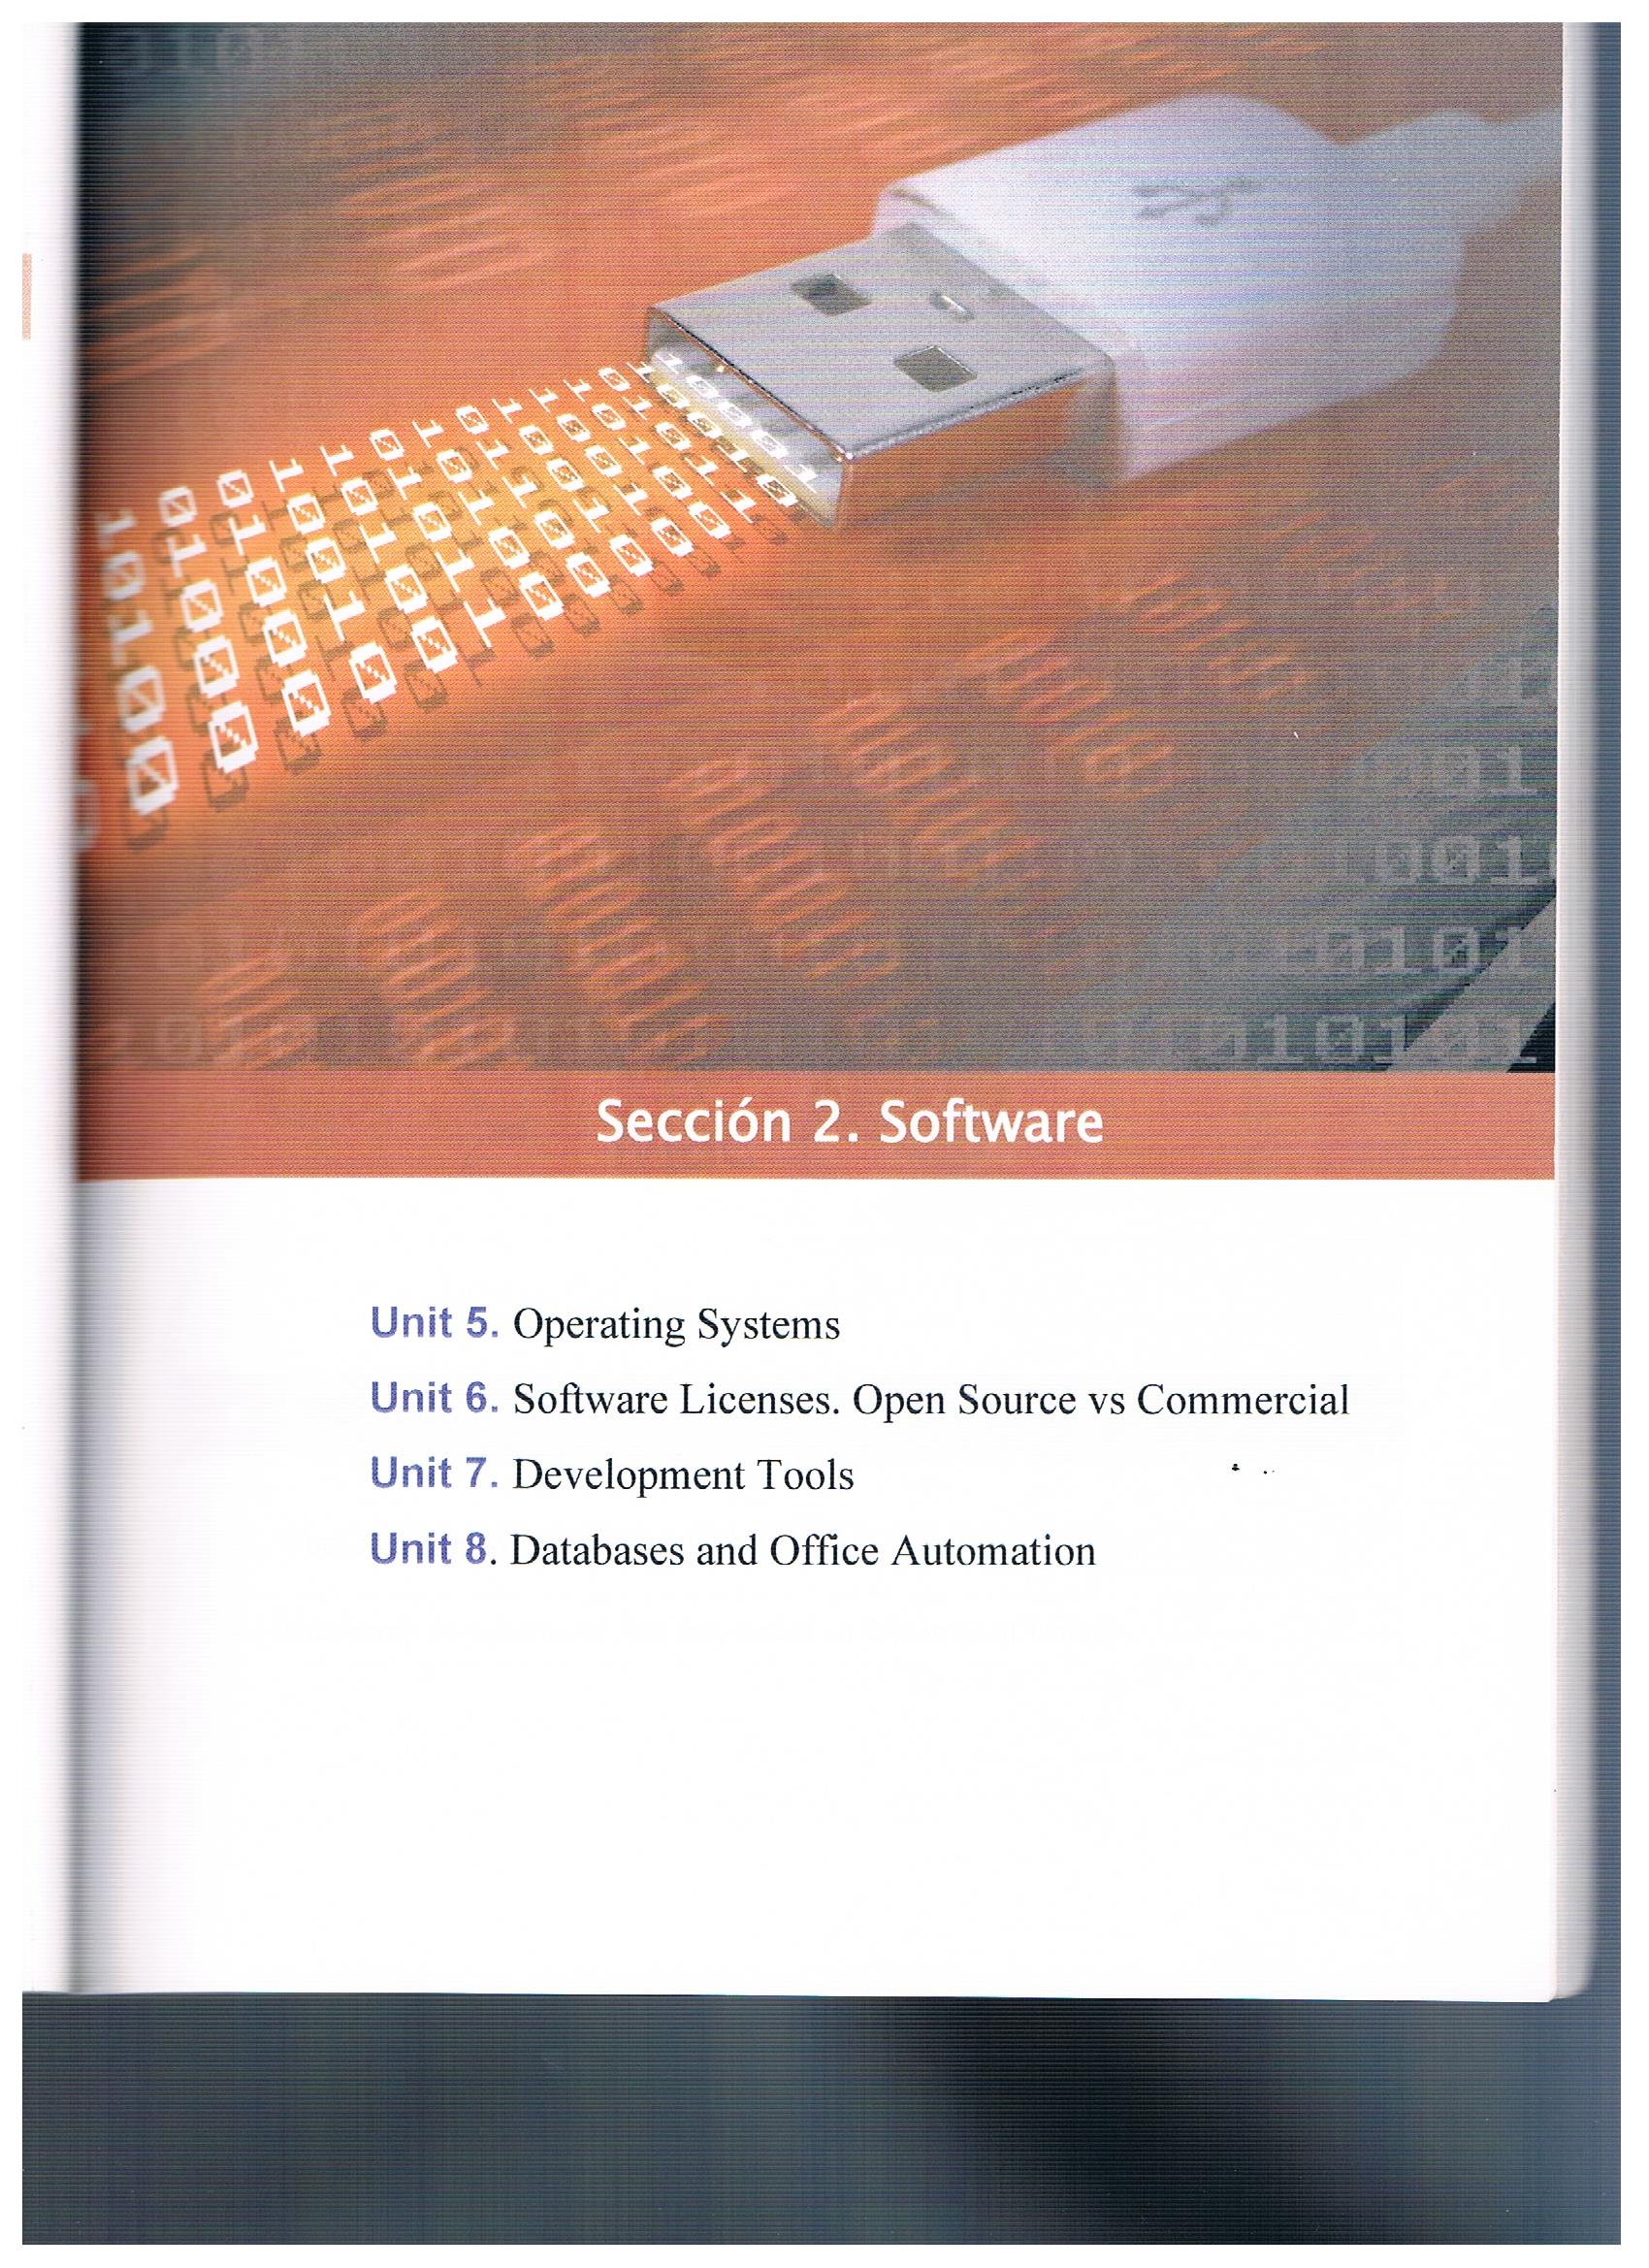 Sección 2. Software
Unit 5. Operating Systems
Unit 6. Software Licenses. Open Source vs Commercial
Unit 7. Development Tools
Unit 8. Databases and Office Automation